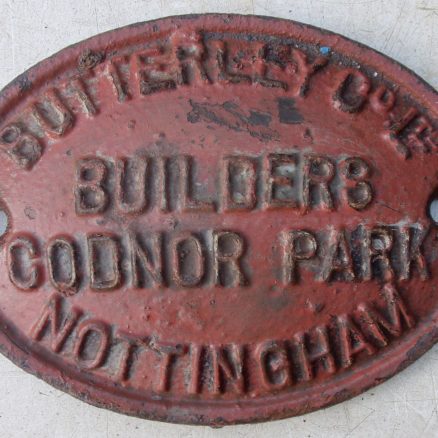 BUTTERLEY Co. Ld
BUILDERS
CODNOR PARK
NOTTINGHAM